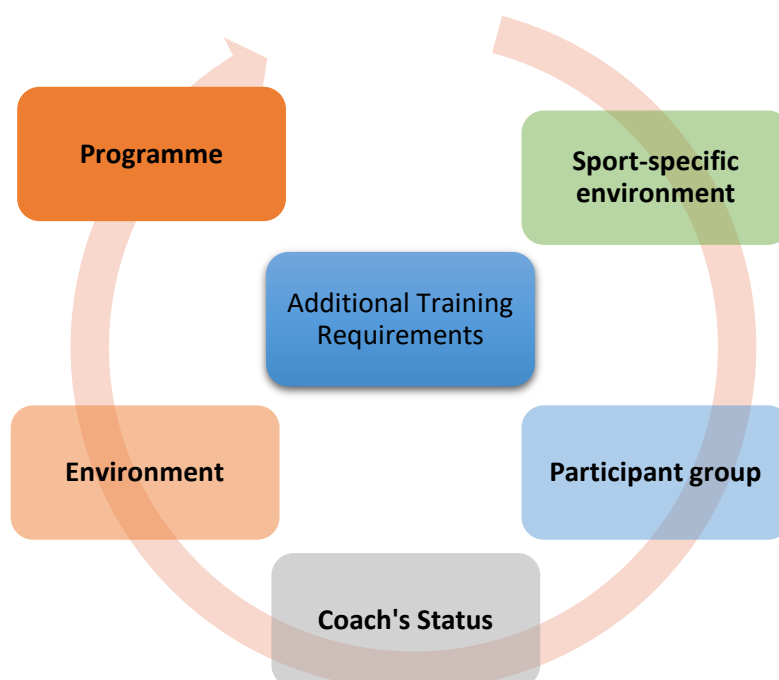 Programme
Sport-specific
environment
Additional Training
Requirements
Environment
Participant group
Coach's Status